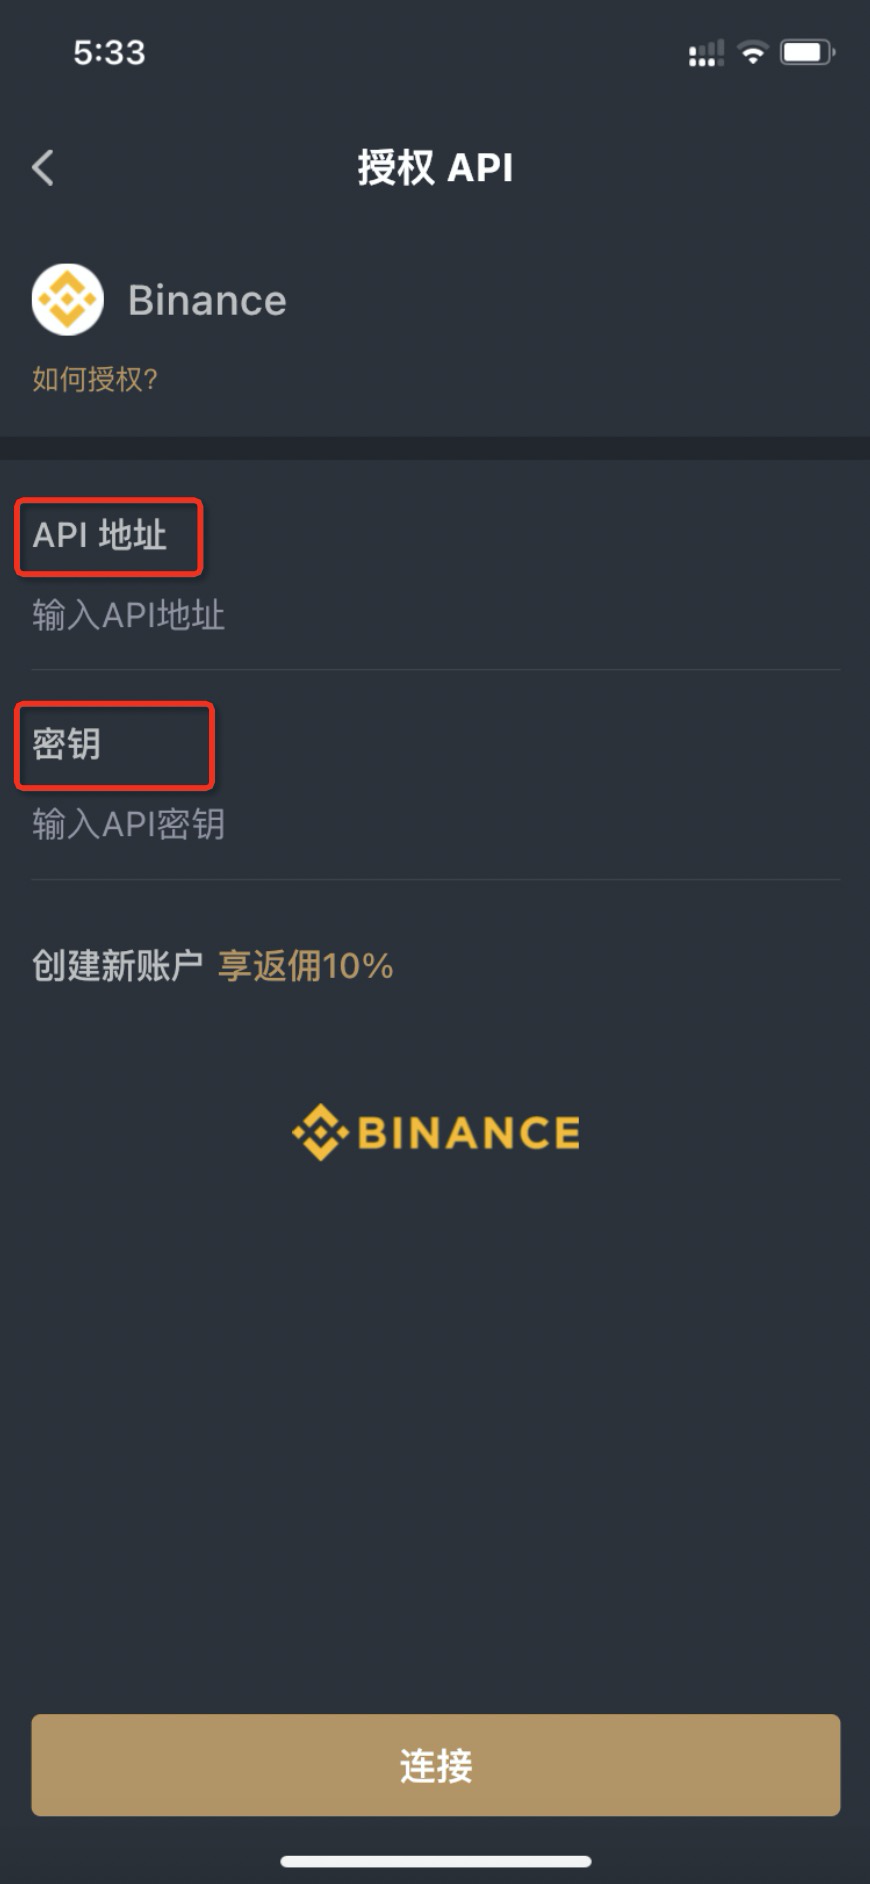 5:33
授权 API
Binance
如何授权?
API 地址
输入API地址
密钥
输入API密钥
创建新账户 享返佣10%
BINANCE
连接